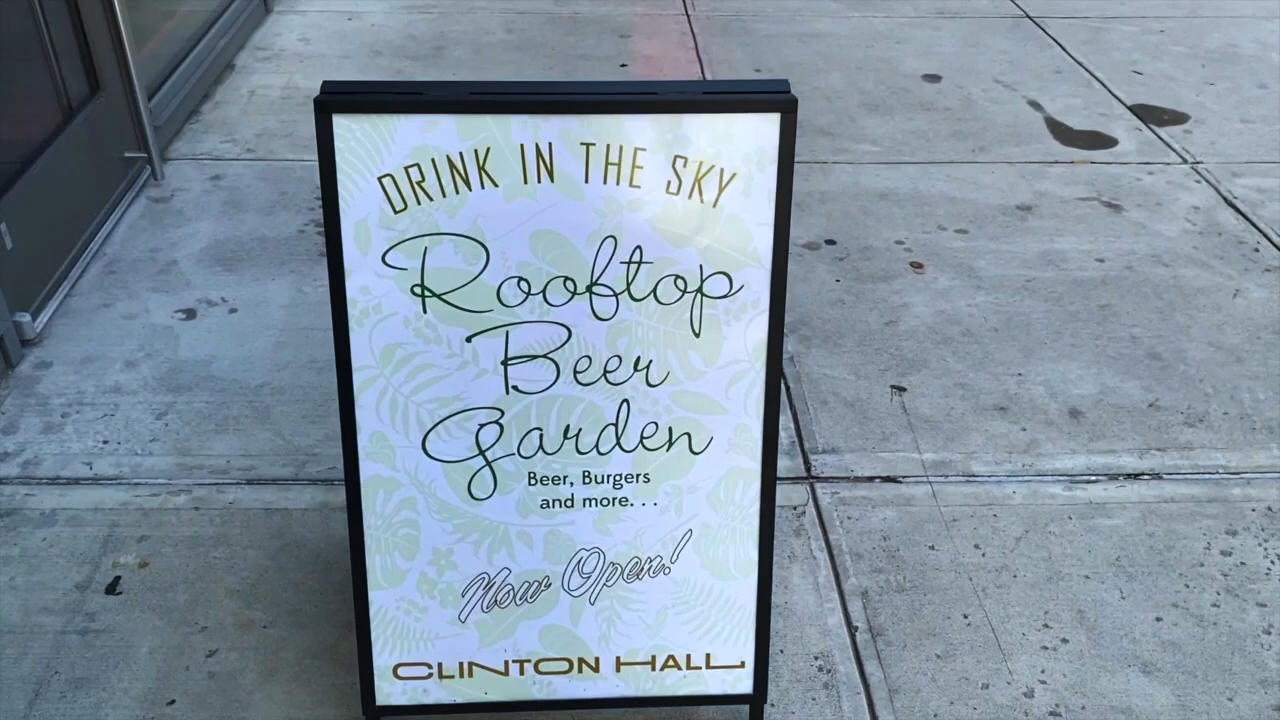 DRINK IN THE SKY
Rooftop
Beer
Garden
Beer, Burgers
and more. . .
Now Open!
CLINTON HALL